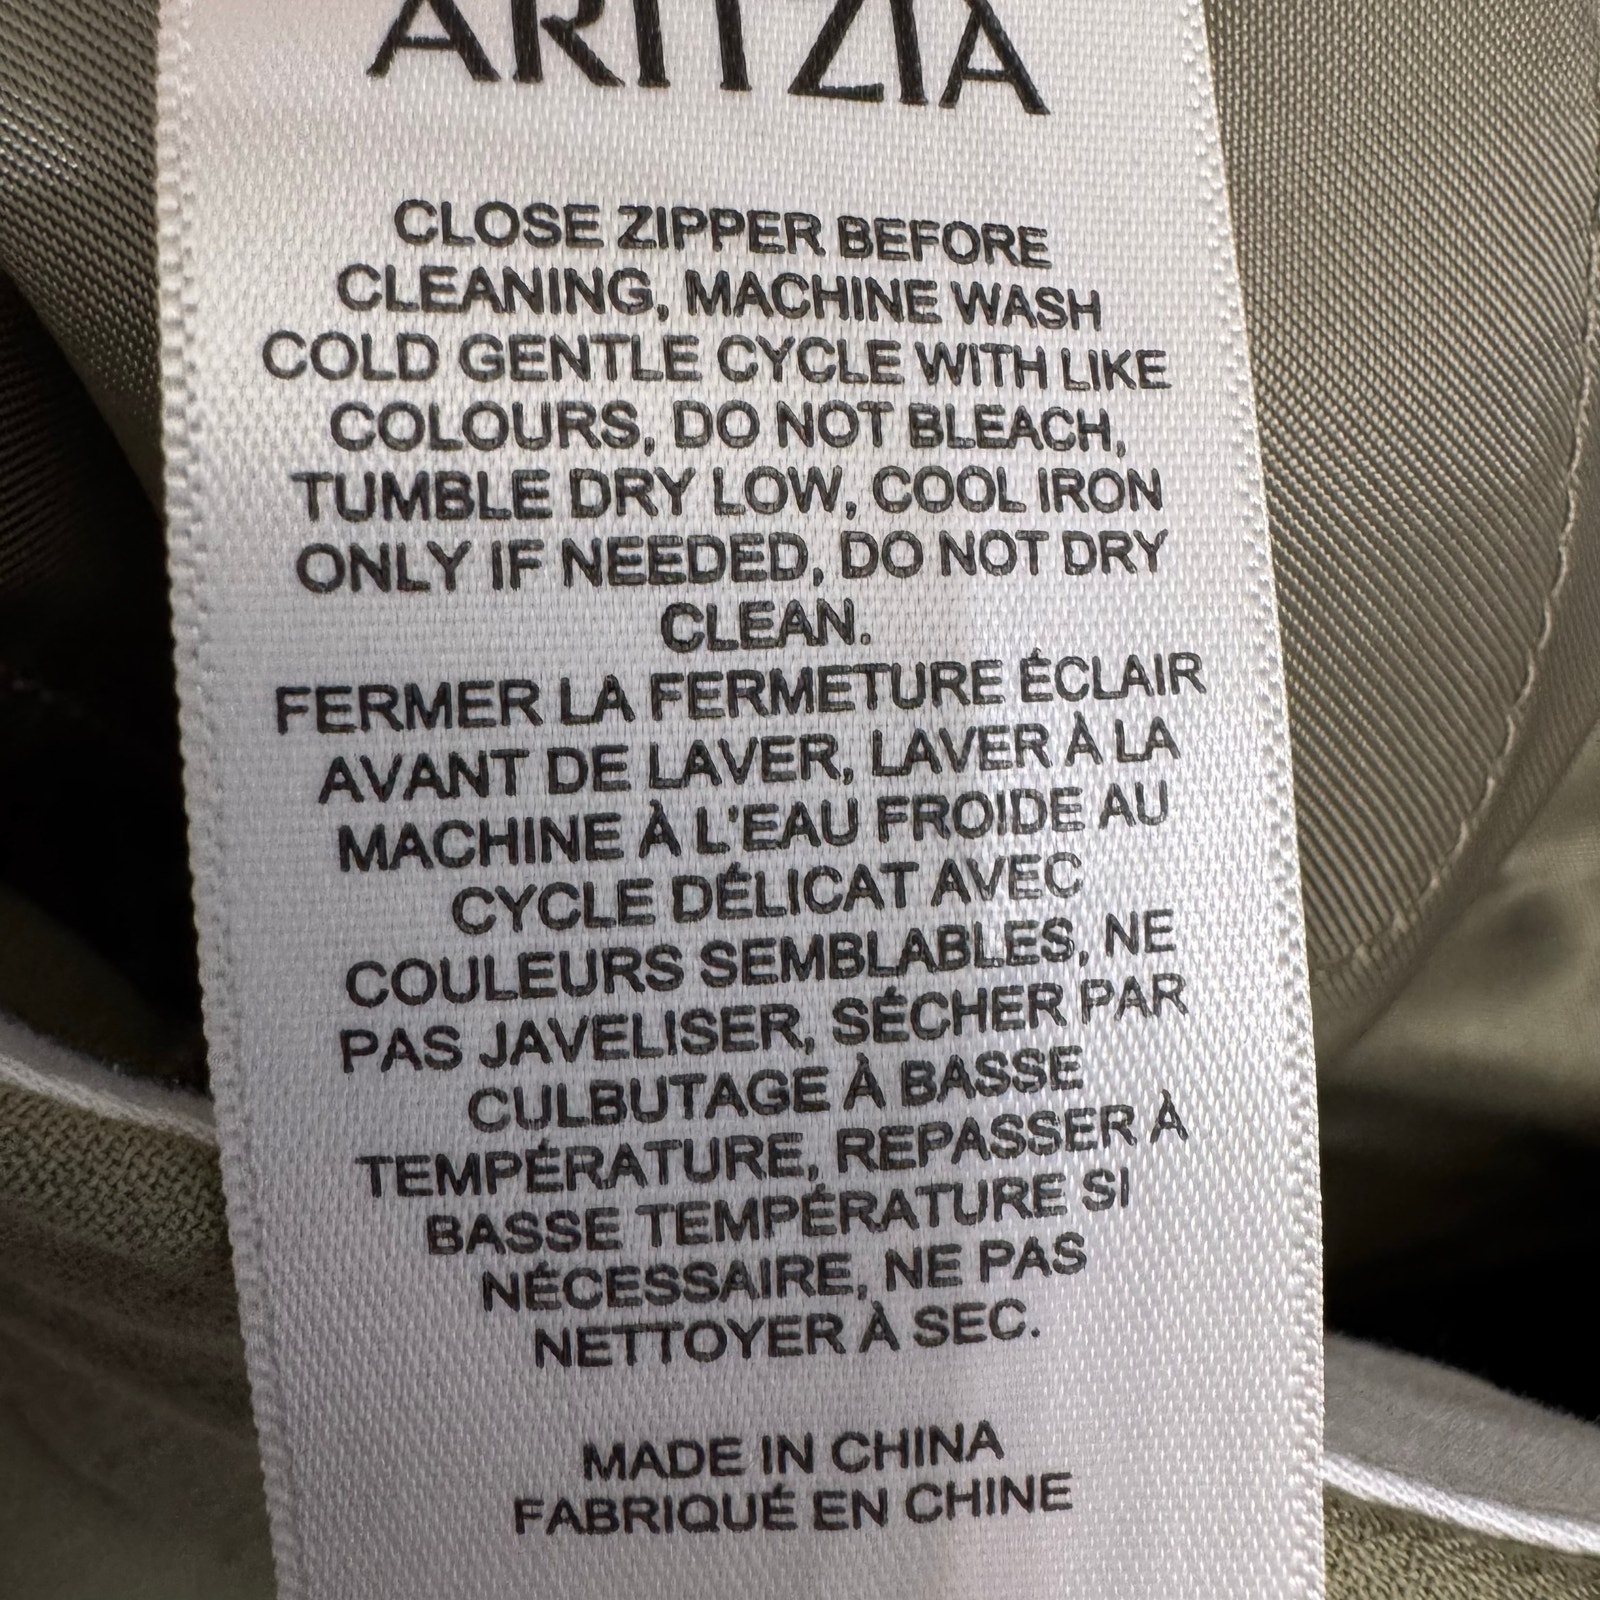 ARITZIA
CLOSE ZIPPER BEFORE
CLEANING, MACHINE WASH
COLD GENTLE CYCLE WITH LIKE
COLOURS, DO NOT BLEACH,
TUMBLE DRY LOW, COOL IRON
ONLY IF NEEDED, DO NOT DRY
CLEAN.
FERMER LA FERMETURE ÉCLAIR
AVANT DE LAVER, LAVER À LA
MACHINE À L'EAU FROIDE AU
CYCLE DÉLICAT AVEC
COULEURS SEMBLABLES, NE
PAS JAVELISER, SÉCHER PAR
CULBUTAGE À BASSE
TEMPÉRATURE, REPASSER À
BASSE TEMPÉRATURE SI
NÉCESSAIRE, NE PAS
NETTOYER À SEC.
MADE IN CHINA
FABRIQUÉ EN CHINE